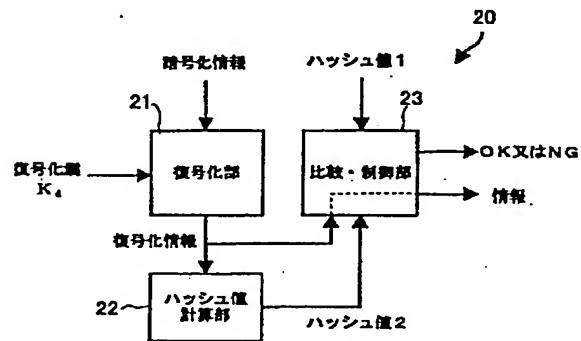 20
暗号化情報
ハッシュ値1
21
23
復号化鍵
K₄
復号化部
比較・制御部
OK又はNG
情報
復号化情報
22
ハッシュ値
計算部
ハッシュ値2